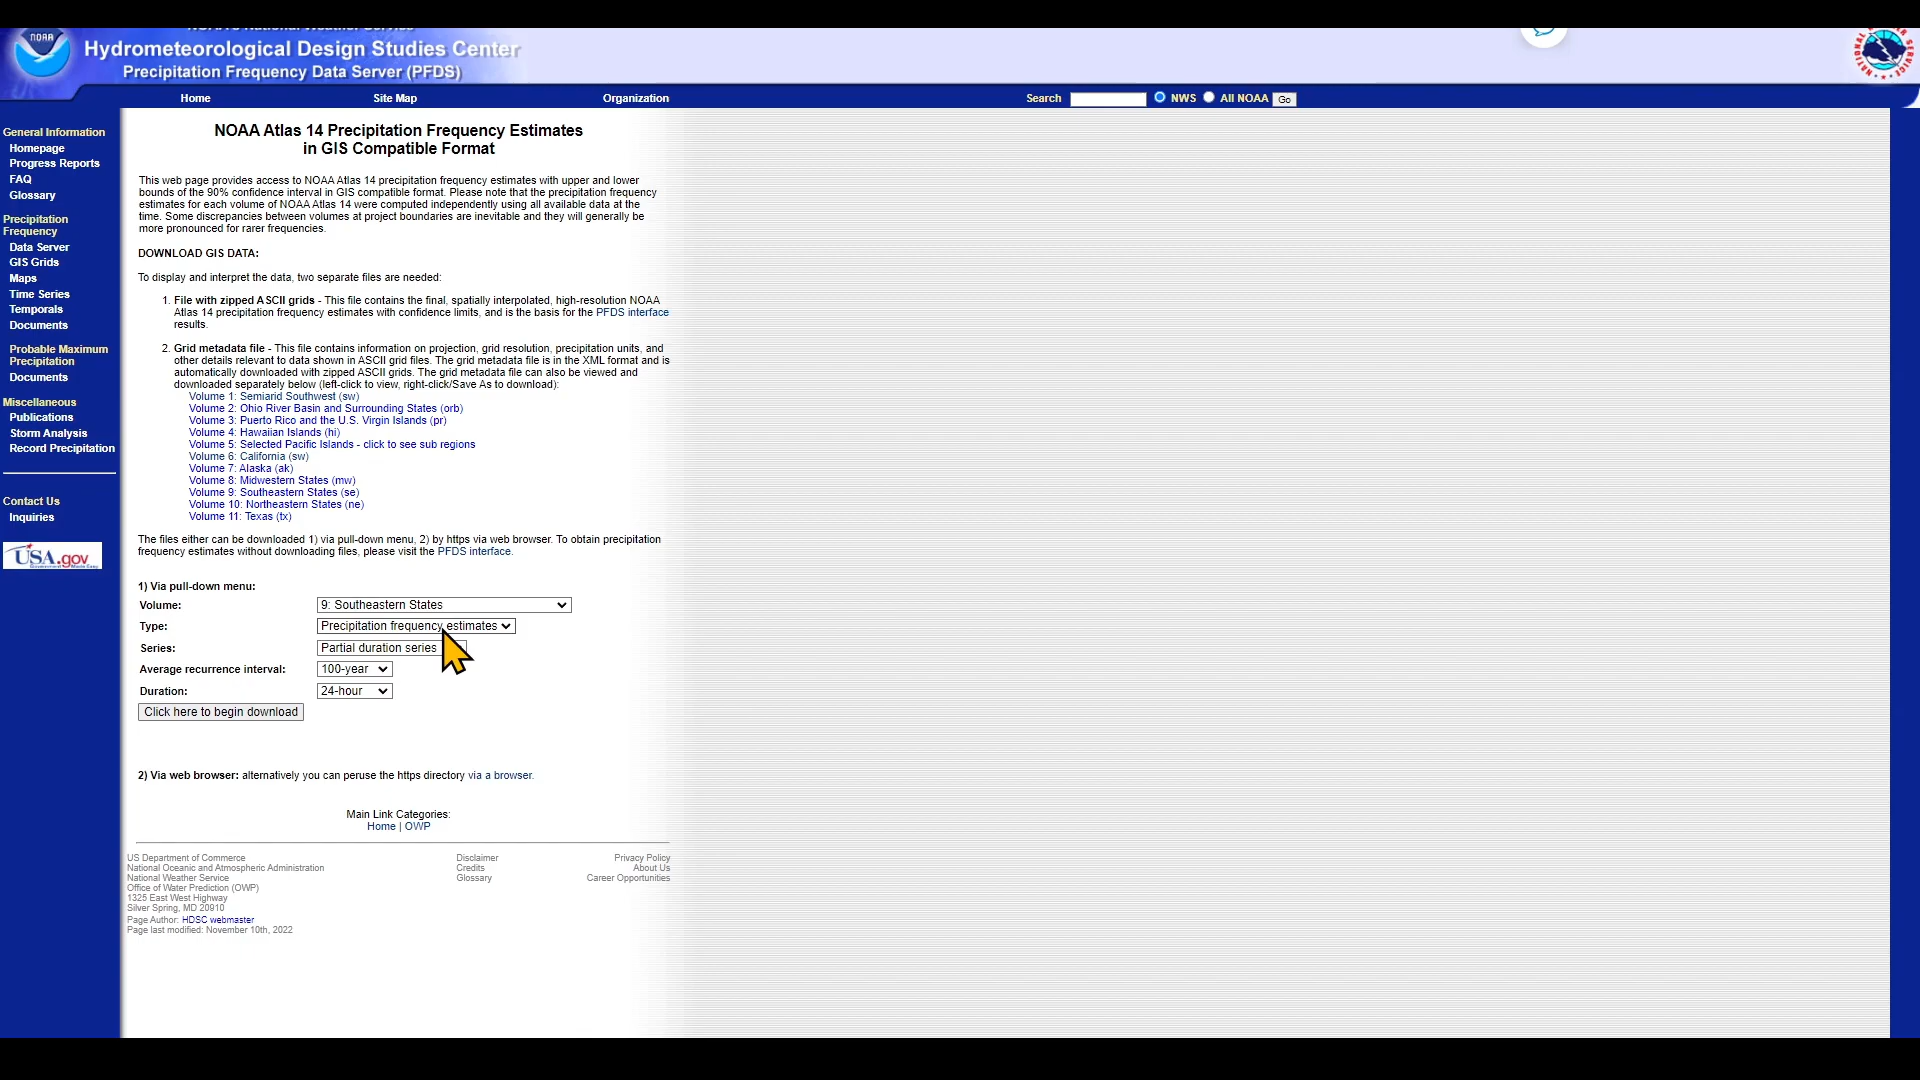 NOAA
Hydrometeorological Design Studies Center
Precipitation Frequency Data Server (PFDS)
Home Site Map Organization Search NWS All NOAA Go
General Information
Homepage
Progress Reports
FAQ
Glossary
Precipitation
Frequency
Data Server
GIS Grids
Maps
Time Series
Temporals
Documents
Probable Maximum
Precipitation
Documents
Miscellaneous
Publications
Storm Analysis
Record Precipitation
Contact Us
Inquiries
USA.gov
NOAA Atlas 14 Precipitation Frequency Estimates
in GIS Compatible Format
This web page provides access to NOAA Atlas 14 precipitation frequency estimates with upper and lower
bounds of the 90% confidence interval in GIS compatible format. Please note that the precipitation frequency
estimates for each volume of NOAA Atlas 14 were computed independently using all available data at the
time. Some discrepancies between volumes at project boundaries are inevitable and they will generally be
more pronounced for rarer frequencies.
DOWNLOAD GIS DATA:
To display and interpret the data, two separate files are needed:
1. File with zipped ASCII grids - This file contains the final, spatially interpolated, high-resolution NOAA
Atlas 14 precipitation frequency estimates with confidence limits, and is the basis for the PFDS interface
results.
2. Grid metadata file - This file contains information on projection, grid resolution, precipitation units, and
other details relevant to data shown in ASCII grid files. The grid metadata file is in the XML format and is
automatically downloaded with zipped ASCII grids. The grid metadata file can also be viewed and
downloaded separately below (left-click to view, right-click/Save As to download):
Volume 1: Semiarid Southwest (sw)
Volume 2: Ohio River Basin and Surrounding States (orb)
Volume 3: Puerto Rico and the U.S. Virgin Islands (pr)
Volume 4: Hawaiian Islands (hi)
Volume 5: Selected Pacific Islands - click to see sub regions
Volume 6: California (sw)
Volume 7: Alaska (ak)
Volume 8: Midwestern States (mw)
Volume 9: Southeastern States (se)
Volume 10: Northeastern States (ne)
Volume 11: Texas (tx)
The files either can be downloaded 1) via pull-down menu, 2) by https via web browser. To obtain precipitation
frequency estimates without downloading files, please visit the PFDS interface.
1) Via pull-down menu:
Volume: 9: Southeastern States
Type: Precipitation frequency estimates
Series: Partial duration series
Average recurrence interval: 100-year
Duration: 24-hour
Click here to begin download
2) Via web browser: alternatively you can peruse the https directory via a browser.
Main Link Categories:
Home | OWP
US Department of Commerce Disclaimer Privacy Policy
National Oceanic and Atmospheric Administration Credits About Us
National Weather Service Glossary Career Opportunities
Office of Water Prediction (OWP)
1325 East West Highway
Silver Spring, MD 20910
Page Author: HDSC webmaster
Page last modified: November 10th, 2022